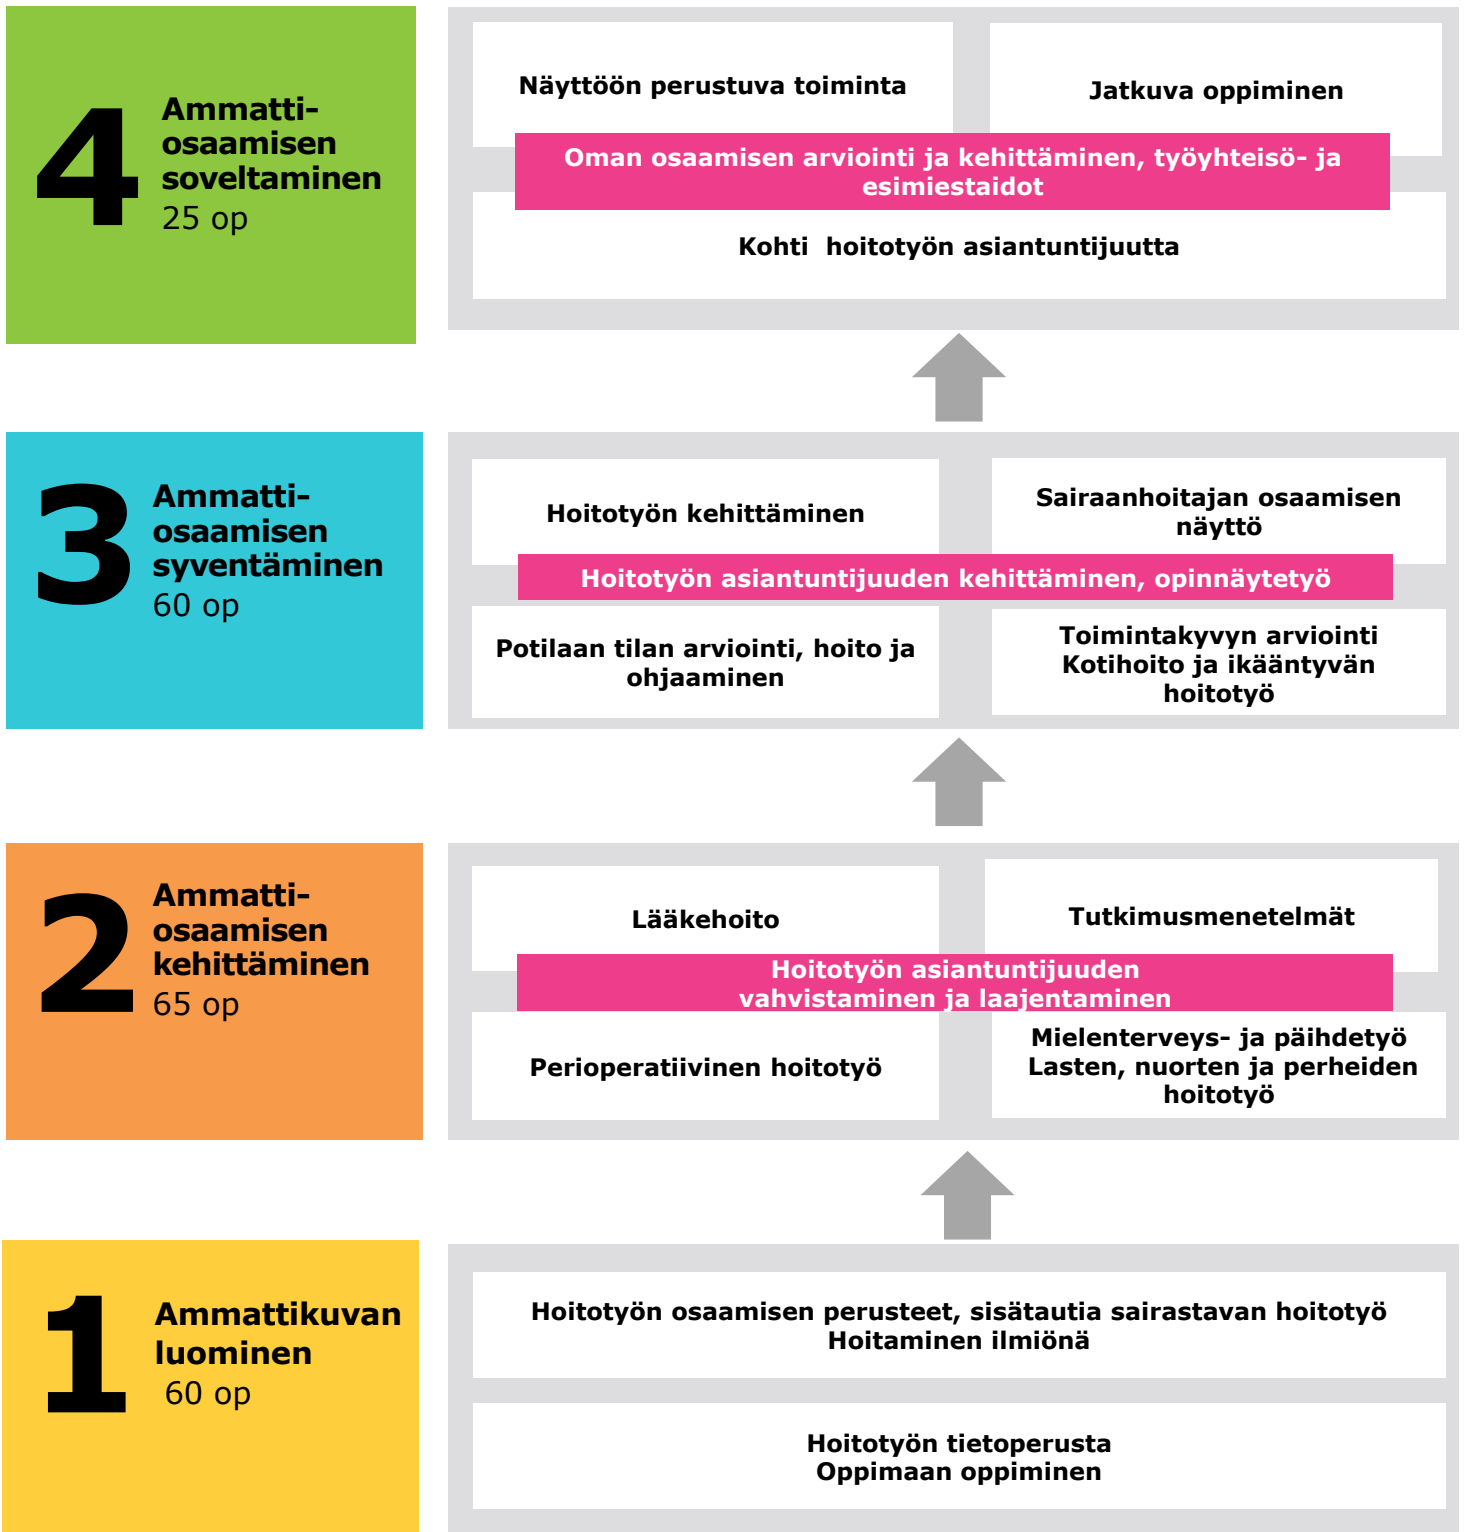 4
Ammatti-
osaamisen
soveltaminen
25 op
Näyttöön perustuva toiminta
Jatkuva oppiminen
Oman osaamisen arviointi ja kehittäminen, työyhteisö- ja
esimiestaidot
Kohti hoitotyön asiantuntijuutta
3
Ammatti-
osaamisen
syventäminen
60 op
Hoitotyön kehittäminen
Sairaanhoitajan osaamisen
näyttö
Hoitotyön asiantuntijuuden kehittäminen, opinnäytetyö
Potilaan tilan arviointi, hoito ja
ohjaaminen
Toimintakyvyn arviointi
Kotihoito ja ikääntyvän
hoitotyö
2
Ammatti-
osaamisen
kehittäminen
65 op
Lääkehoito
Tutkimusmenetelmät
Hoitotyön asiantuntijuuden
vahvistaminen ja laajentaminen
Perioperatiivinen hoitotyö
Mielenterveys- ja päihdetyö
Lasten, nuorten ja perheiden
hoitotyö
1
Ammattikuvan
luominen
60 op
Hoitotyön osaamisen perusteet, sisätautia sairastavan hoitotyö
Hoitaminen ilmiönä
Hoitotyön tietoperusta
Oppimaan oppiminen